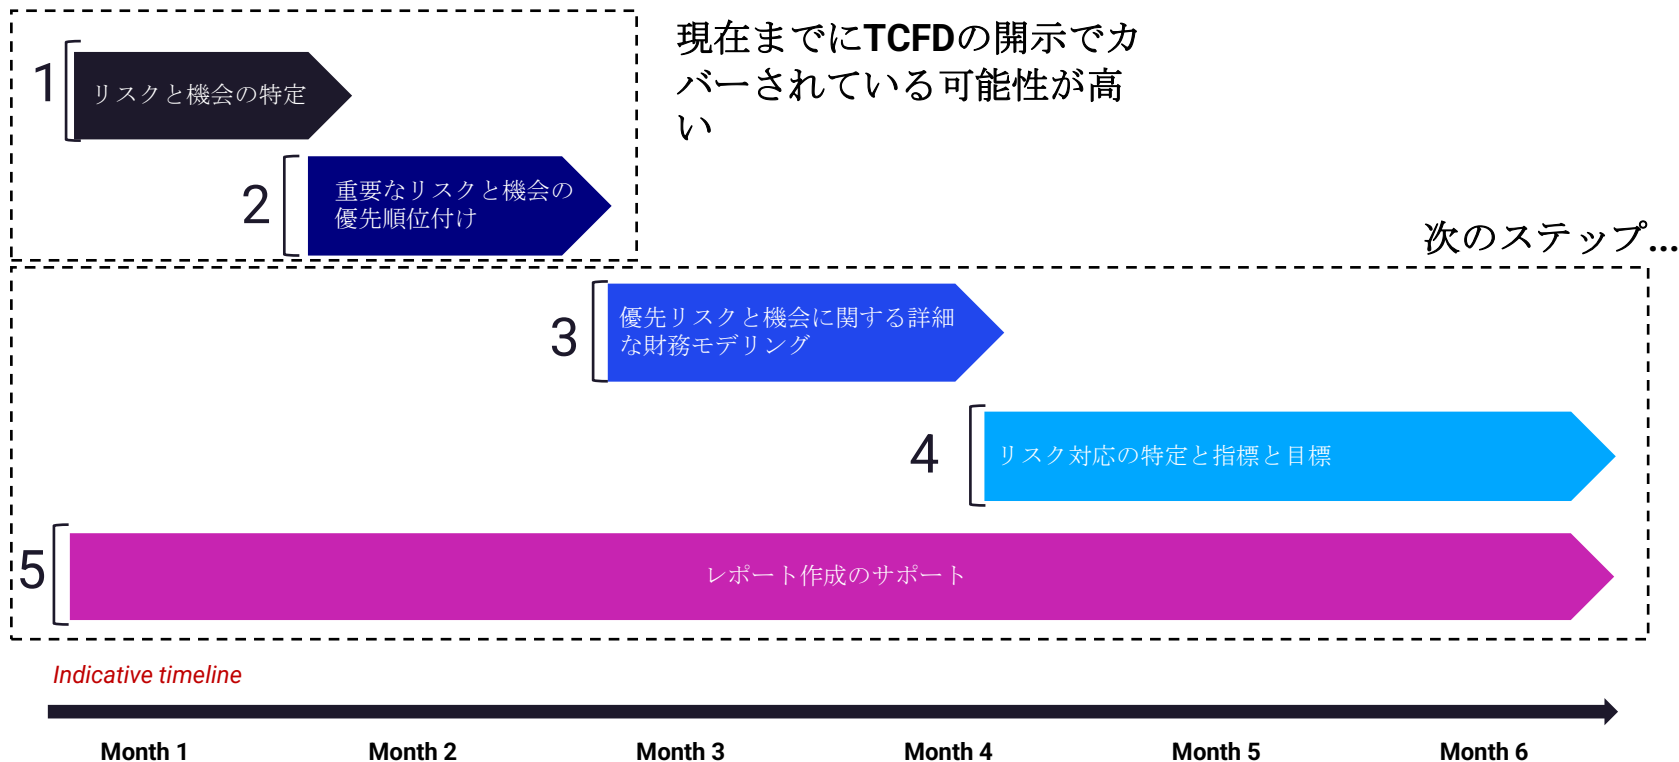 現在までにTCFDの開示でカ
バーされている可能性が高
い
1
リスクと機会の特定
2
重要なリスクと機会の
優先順位付け
次のステップ...
3
優先リスクと機会に関する詳細
な財務モデリング
4
リスク対応の特定と指標と目標
5
レポート作成のサポート
Indicative timeline
Month 1
Month 2
Month 3
Month 4
Month 5
Month 6